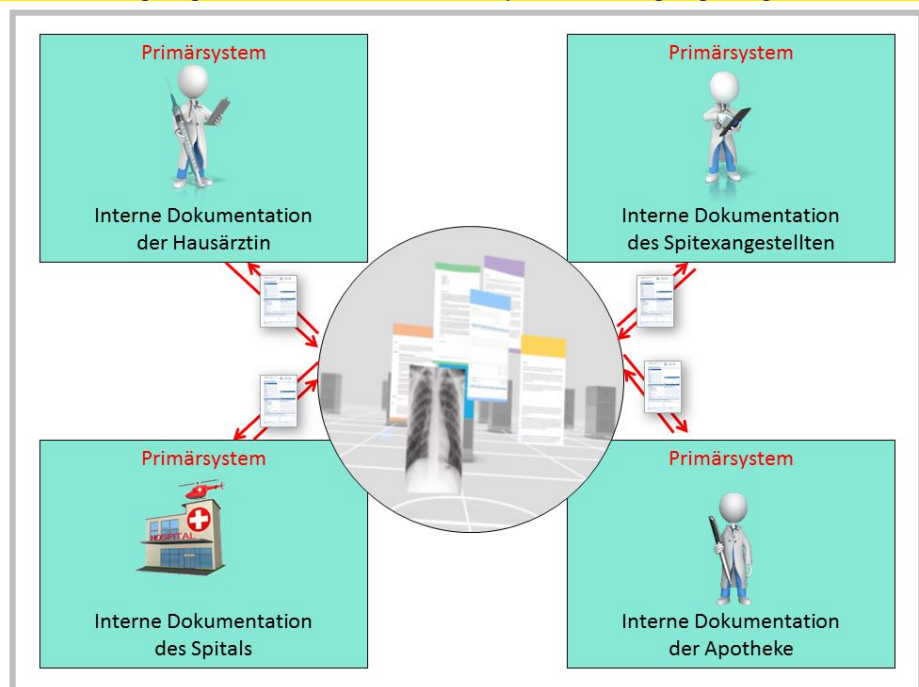 Primärsystem
Interne Dokumentation
der Hausärztin
Primärsystem
Interne Dokumentation
des Spitexangestellten
Primärsystem
HOSPITAL
Interne Dokumentation
des Spitals
Primärsystem
Interne Dokumentation
der Apotheke